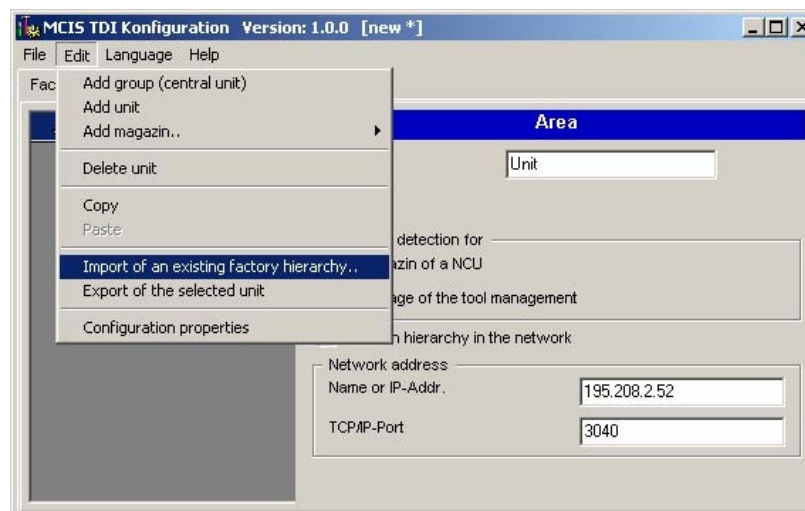 MCIS TDI Konfiguration Version: 1.0.0 [new *]
File Edit Language Help
Fac
Add group (central unit)
Add unit
Add magazin..
Delete unit
Copy
Paste
Import of an existing factory hierarchy..
Export of the selected unit
Configuration properties
Area
Unit
detection for
azin of a NCU
age of the tool management
hierarchy in the network
Network address
Name or IP-Addr. 195.208.2.52
TCP/IP-Port 3040